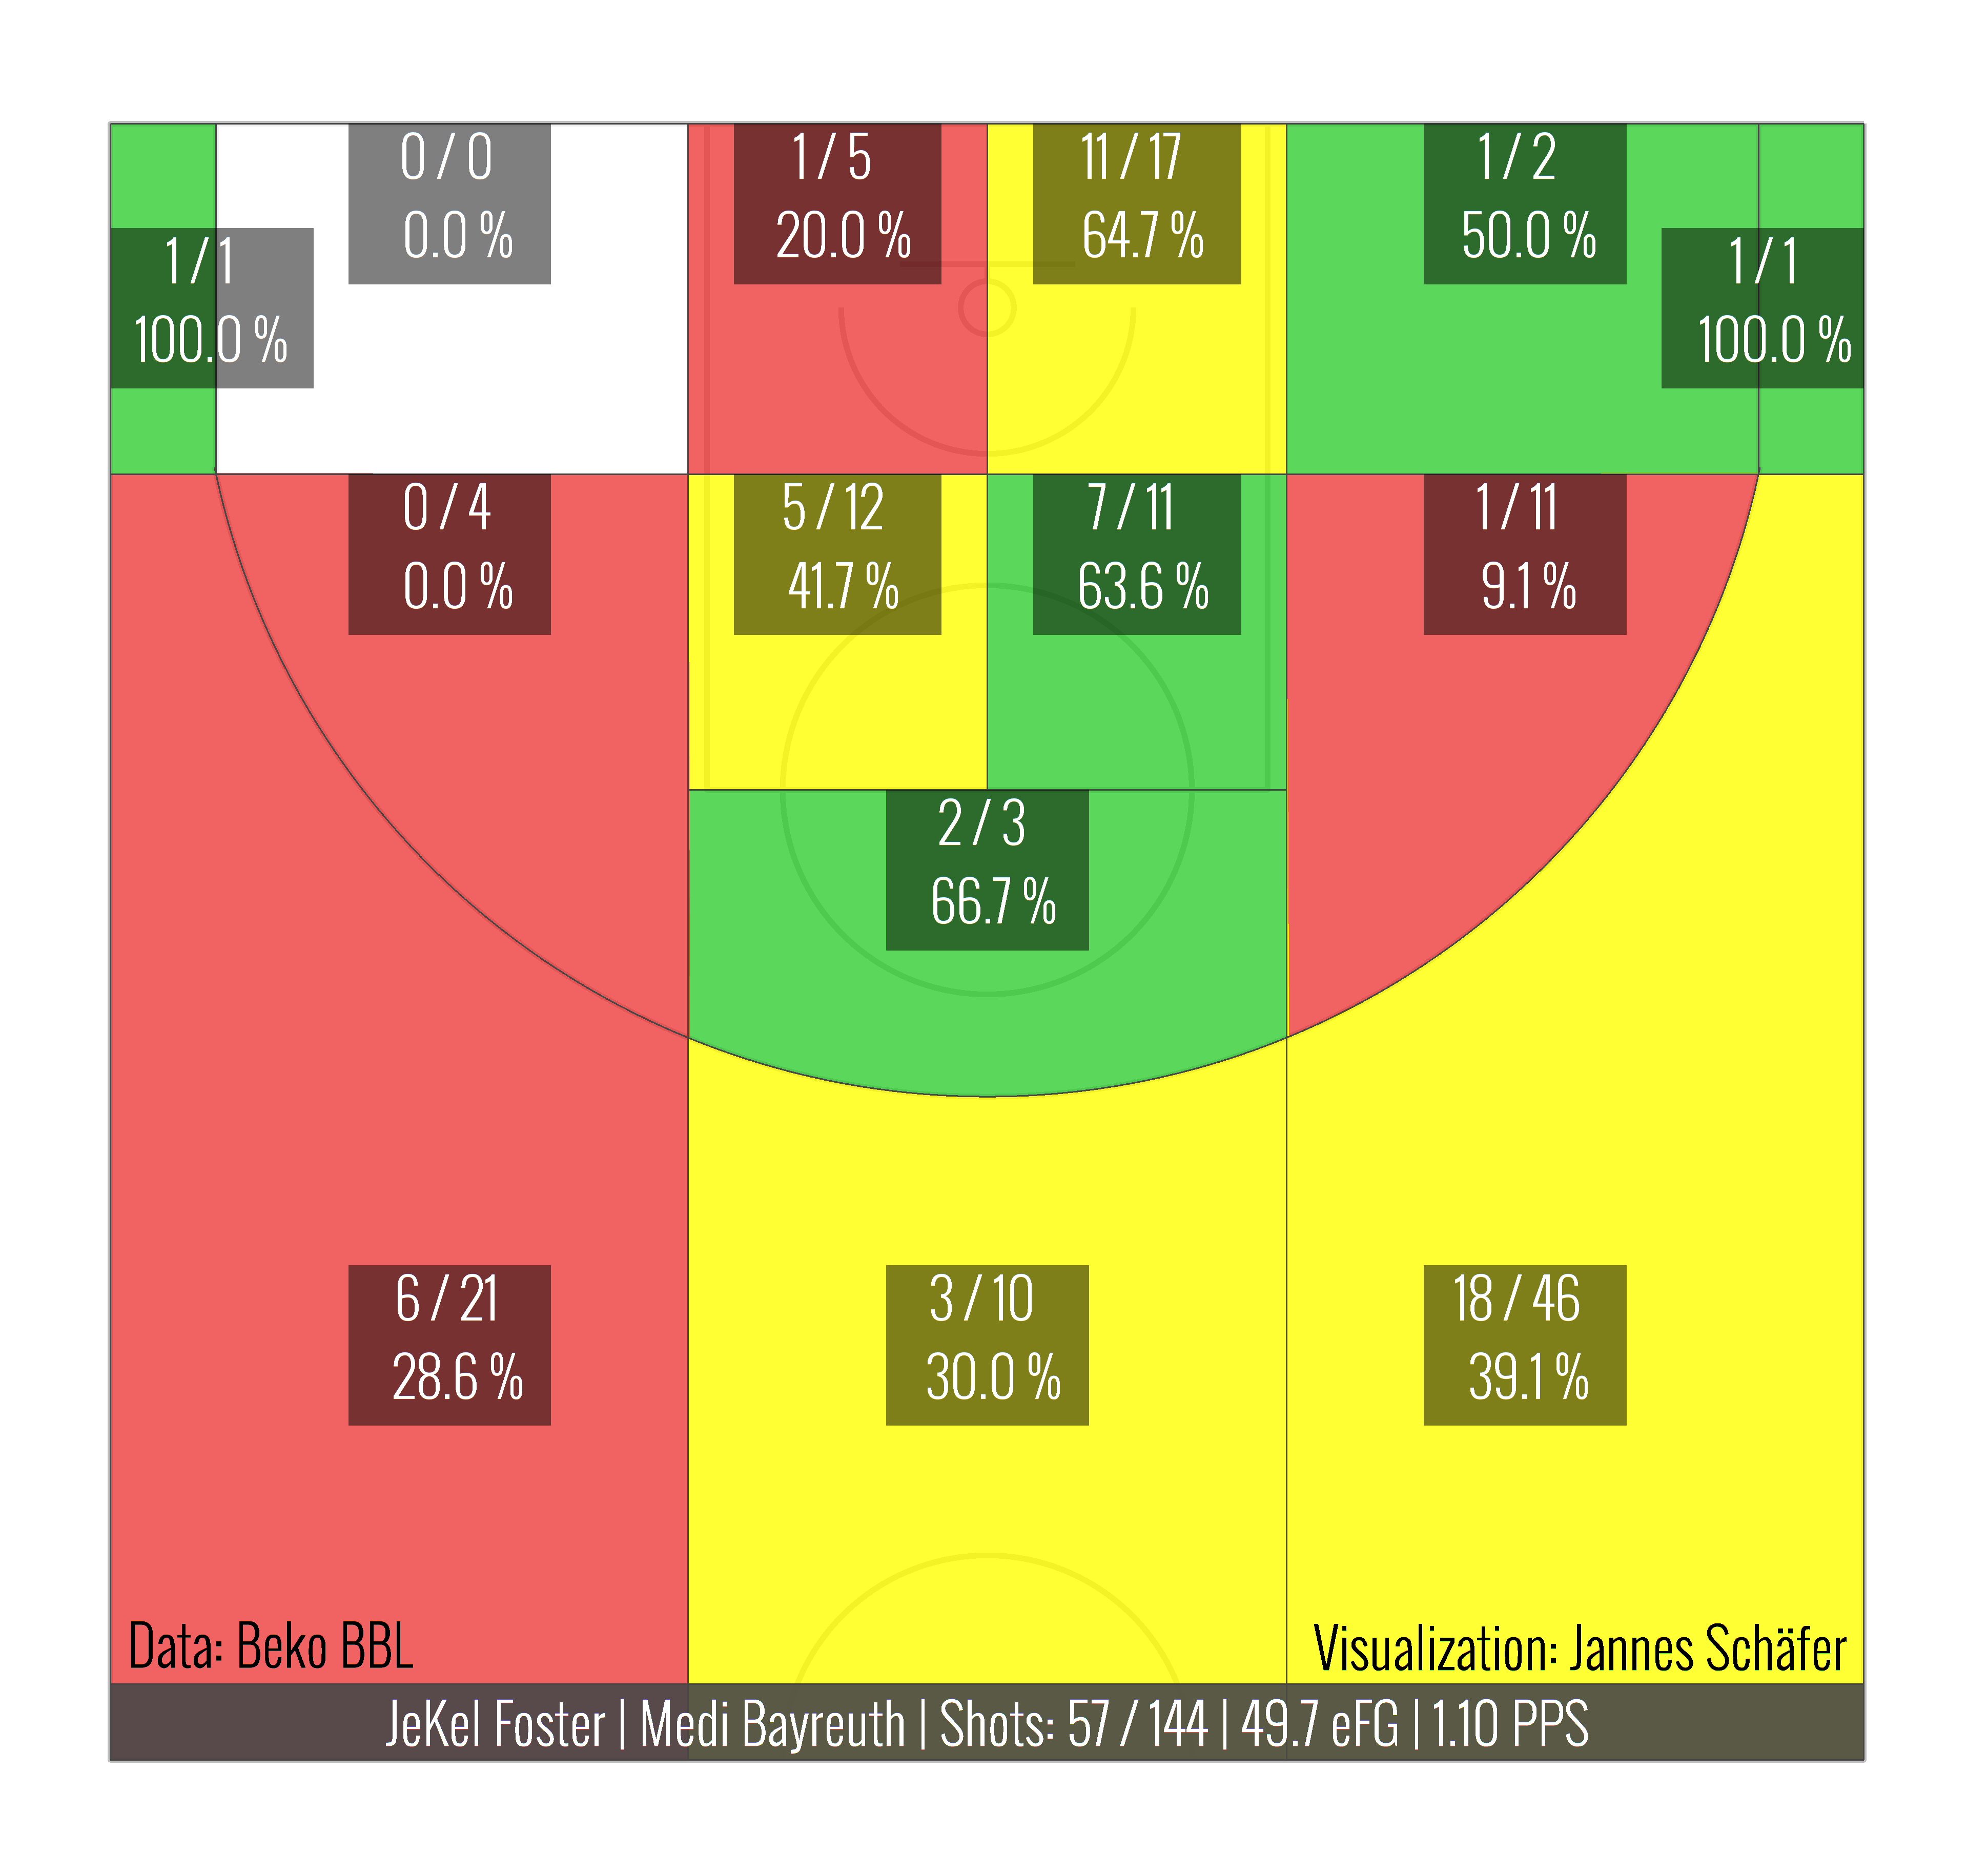 0 / 0
0.0 %
1 / 5
20.0 %
11 / 17
64.7 %
1 / 2
50.0 %
1 / 1
100.0 %
1 / 1
100.0 %
0 / 4
0.0 %
5 / 12
41.7 %
7 / 11
63.6 %
1 / 11
9.1 %
2 / 3
66.7 %
6 / 21
28.6 %
3 / 10
30.0 %
18 / 46
39.1 %
Data: Beko BBL
Visualization: Jannes Schäfer
JeKel Foster | Medi Bayreuth | Shots: 57 / 144 | 49.7 eFG | 1.10 PPS